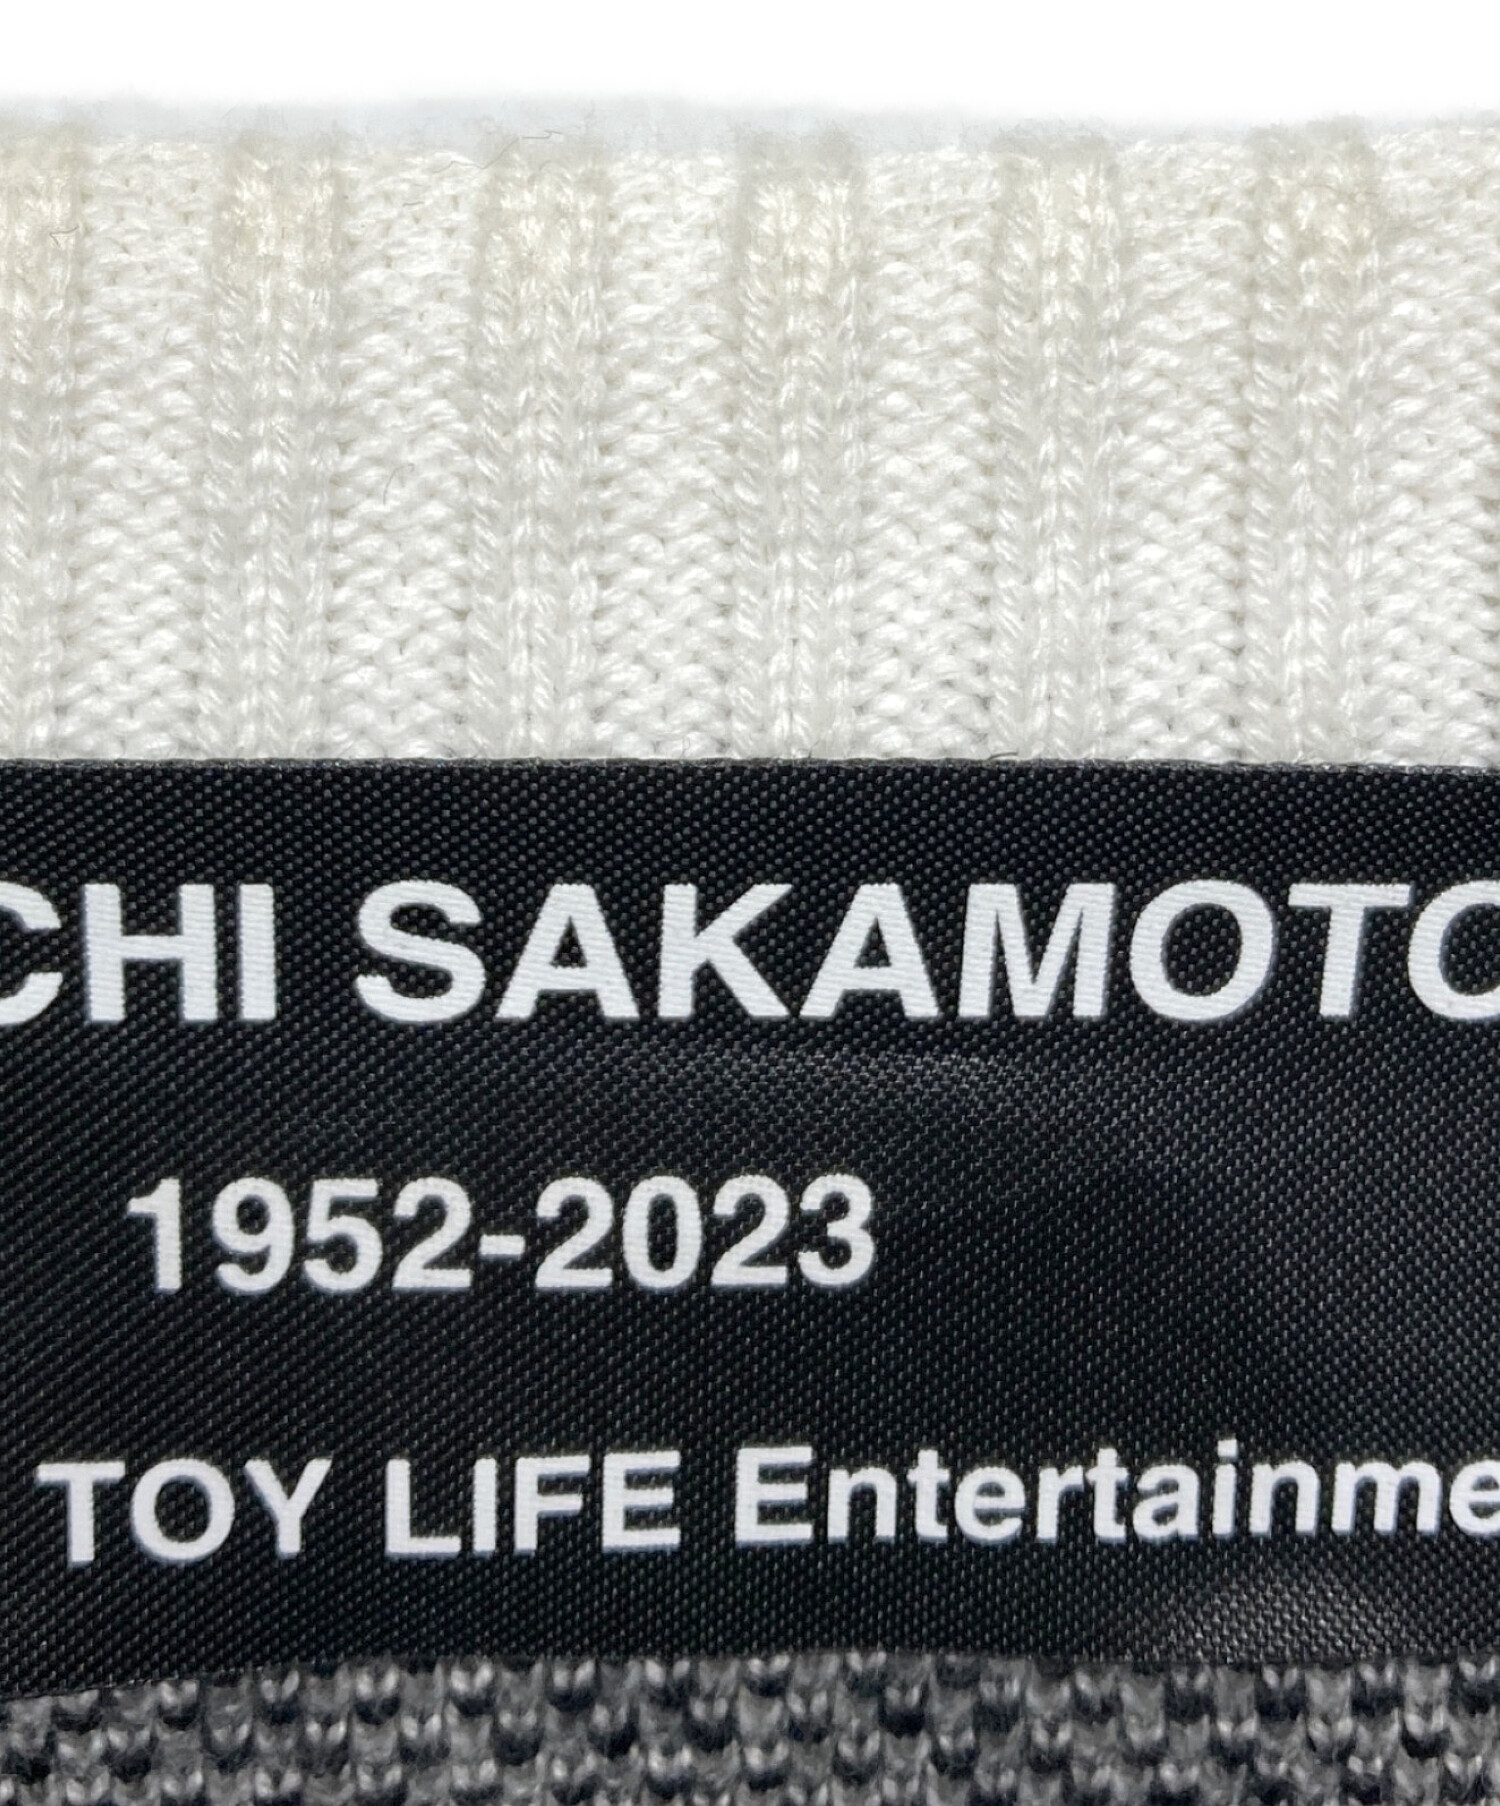 CHI SAKAMOTO
1952-2023
TOY LIFE Entertainme